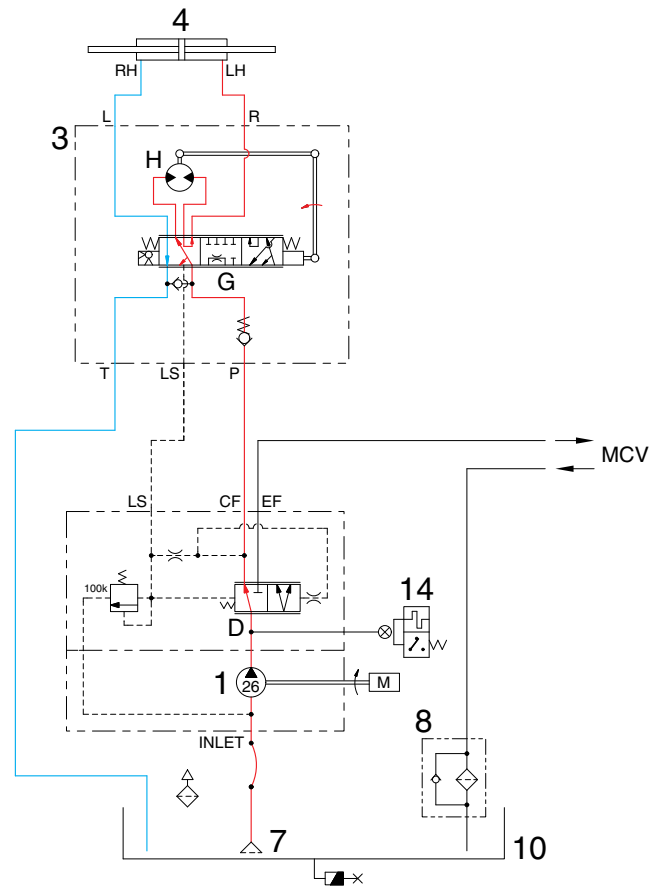 4
RH LH
L R
3
H
G
T LS P
MCV
LS CF EF
100k
14
D
1 26 M
8
INLET
7 10